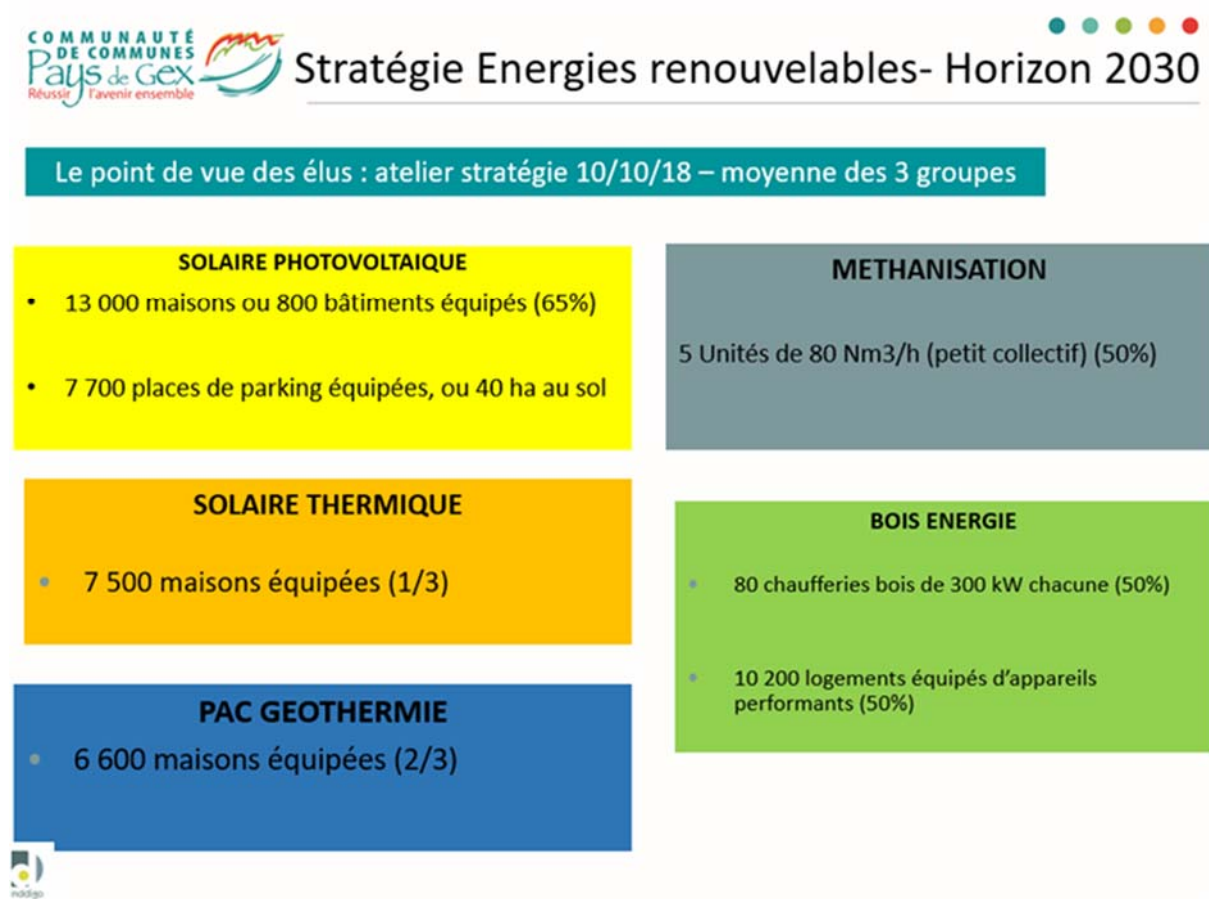 COMMUNAUTÉ
DE COMMUNES
Pays de Gex
Réussir l'avenir ensemble
Stratégie Energies renouvelables- Horizon 2030
Le point de vue des élus : atelier stratégie 10/10/18 – moyenne des 3 groupes
SOLAIRE PHOTOVOLTAIQUE
• 13 000 maisons ou 800 bâtiments équipés (65%)
• 7 700 places de parking équipées, ou 40 ha au sol
METHANISATION
5 Unités de 80 Nm3/h (petit collectif) (50%)
SOLAIRE THERMIQUE
• 7 500 maisons équipées (1/3)
BOIS ENERGIE
• 80 chaufferies bois de 300 kW chacune (50%)
• 10 200 logements équipés d'appareils
performants (50%)
PAC GEOTHERMIE
• 6 600 maisons équipées (2/3)
inddigo